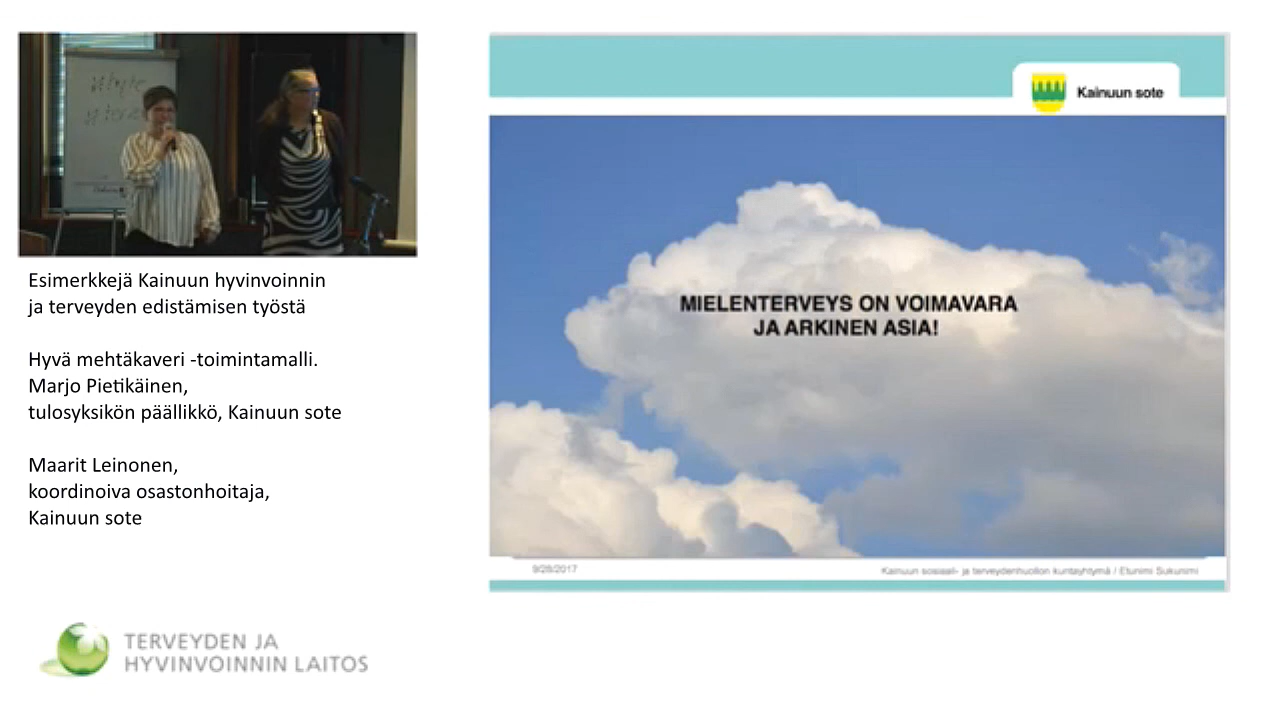 Esimerkkejä Kainuun hyvinvoinnin
ja terveyden edistämisen työstä
Hyvä mehtäkaveri -toimintamalli.
Marjo Pietikäinen,
tulosyksikön päällikkö, Kainuun sote
Maarit Leinonen,
koordinoiva osastonhoitaja,
Kainuun sote
TERVEYDEN JA
HYVINVOINNIN LAITOS
Kainuun sote
MIELENTERVEYS ON VOIMAVARA
JA ARKINEN ASIA!
9/28/2017
Kainuun sosiaali- ja terveydenhuollon kuntayhtymä / Etunimi Sukunimi